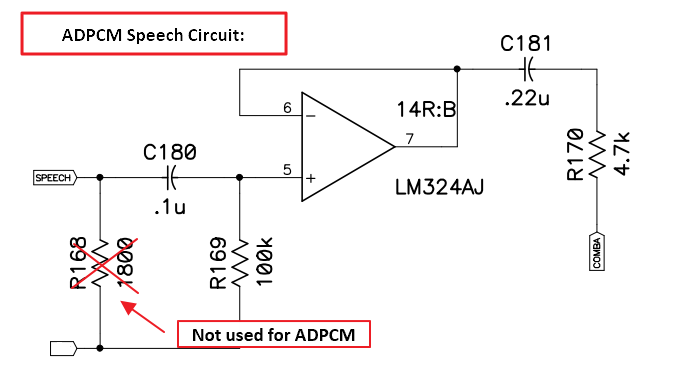 ADPCM Speech Circuit:
C181
.22u
6
−
14R:B
7
5
+
LM324AJ
R170
4.7k
COMBA
C180
.1u
SPEECH
R168
1800
R169
100k
Not used for ADPCM